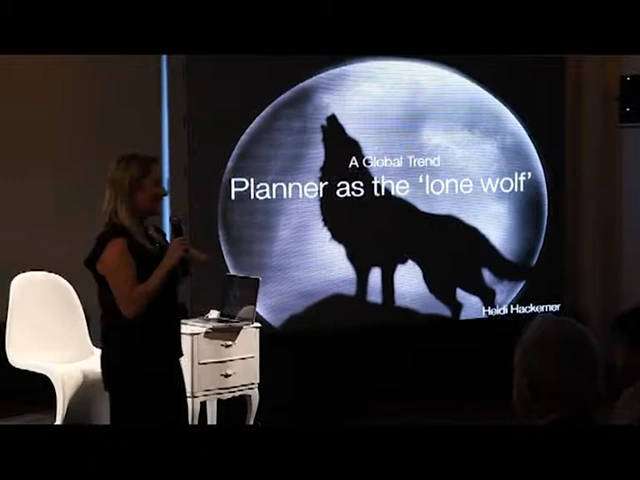 A Global Trend
Planner as the 'lone wolf'
Heidi Hackemer